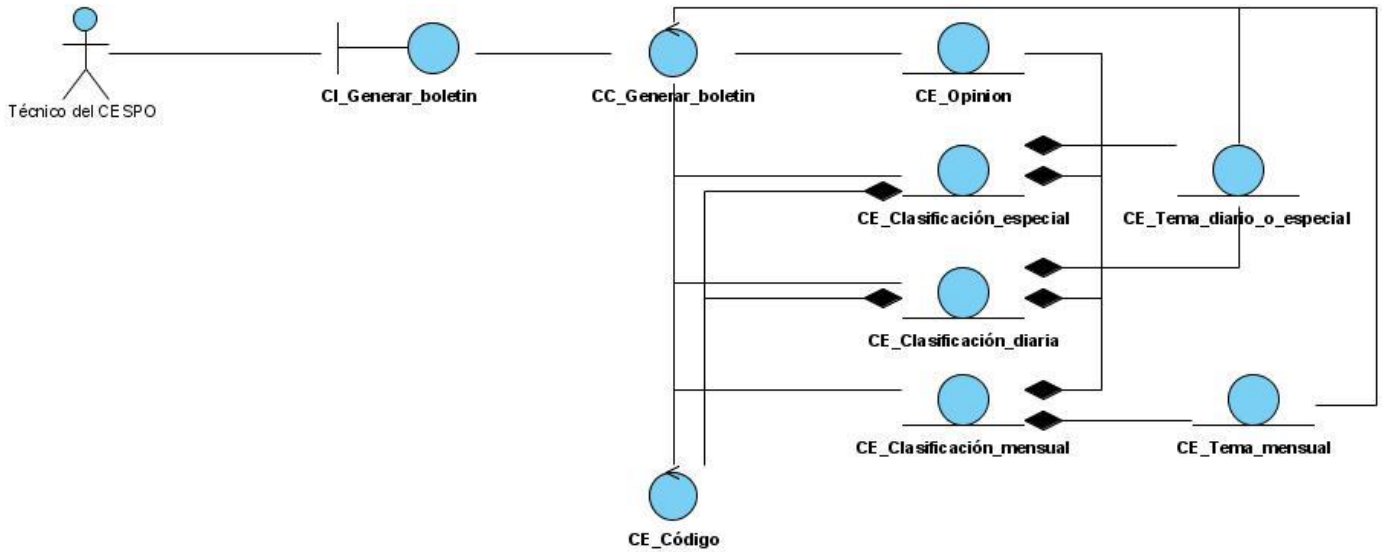 Técnico del CESPO
CI_Generar_boletin
CC_Generar_boletin
CE_Opinion
CE_Clasificación_especial
CE_Tema_diario_o_especial
CE_Clasificación_diaria
CE_Clasificación_mensual
CE_Tema_mensual
CE_Código